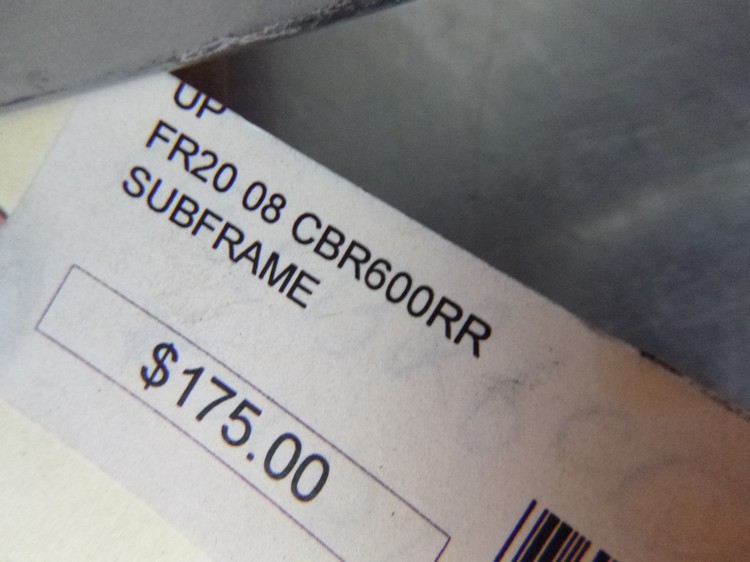 UP
FR20 08 CBR600RR
SUBFRAME
$175.00